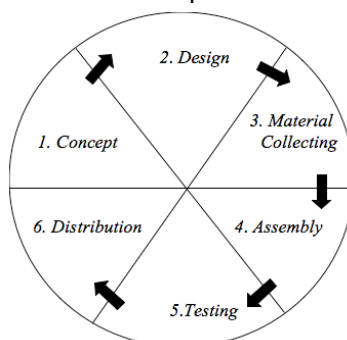 2. Design
3. Material
Collecting
1. Concept
6. Distribution
4. Assembly
5.Testing